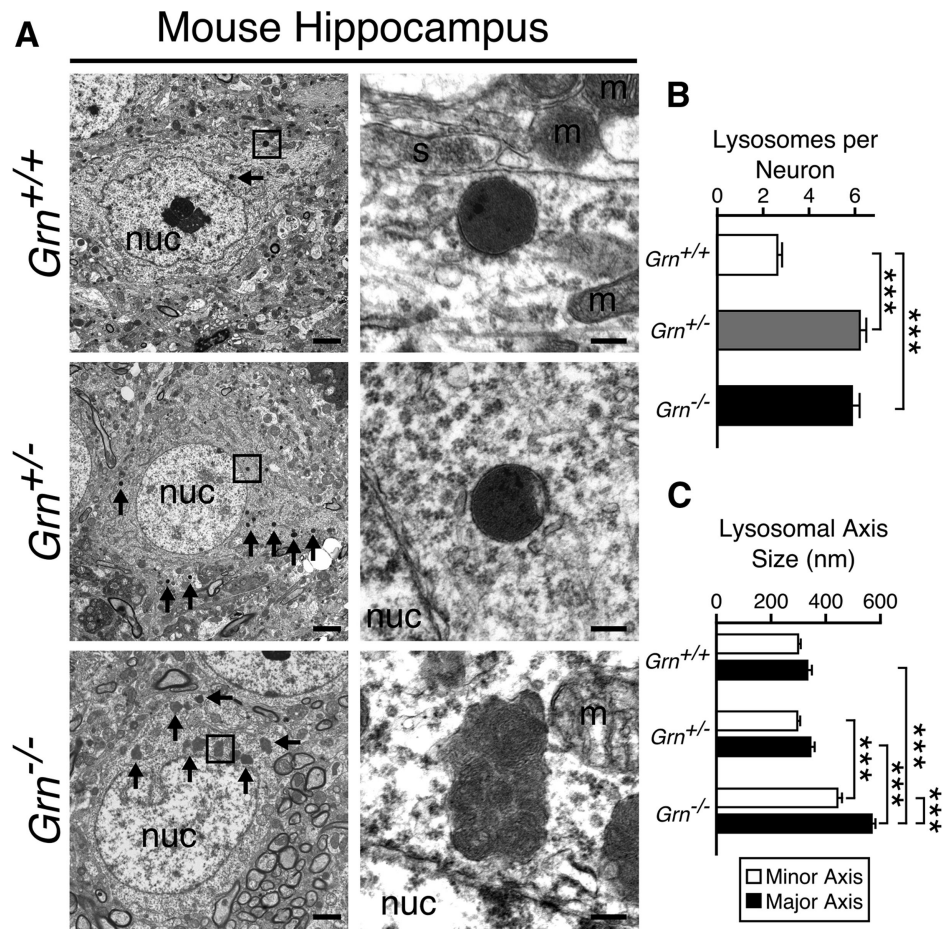 A
Mouse Hippocampus
Grn+/+
nuc
s
m
m
m
Grn+/-
nuc
nuc
Grn-/-
nuc
m
nuc
B
Lysosomes per
Neuron
0 2 4 6
Grn+/+
Grn+/-
Grn-/-
***
***
C
Lysosomal Axis
Size (nm)
0 200 400 600
Grn+/+
Grn+/-
Grn-/-
***
***
***
***
Minor Axis
Major Axis